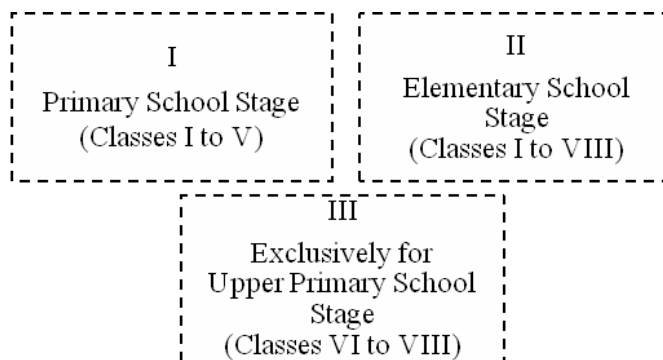 I
Primary School Stage
(Classes I to V)
II
Elementary School
Stage
(Classes I to VIII)
III
Exclusively for
Upper Primary School
Stage
(Classes VI to VIII)